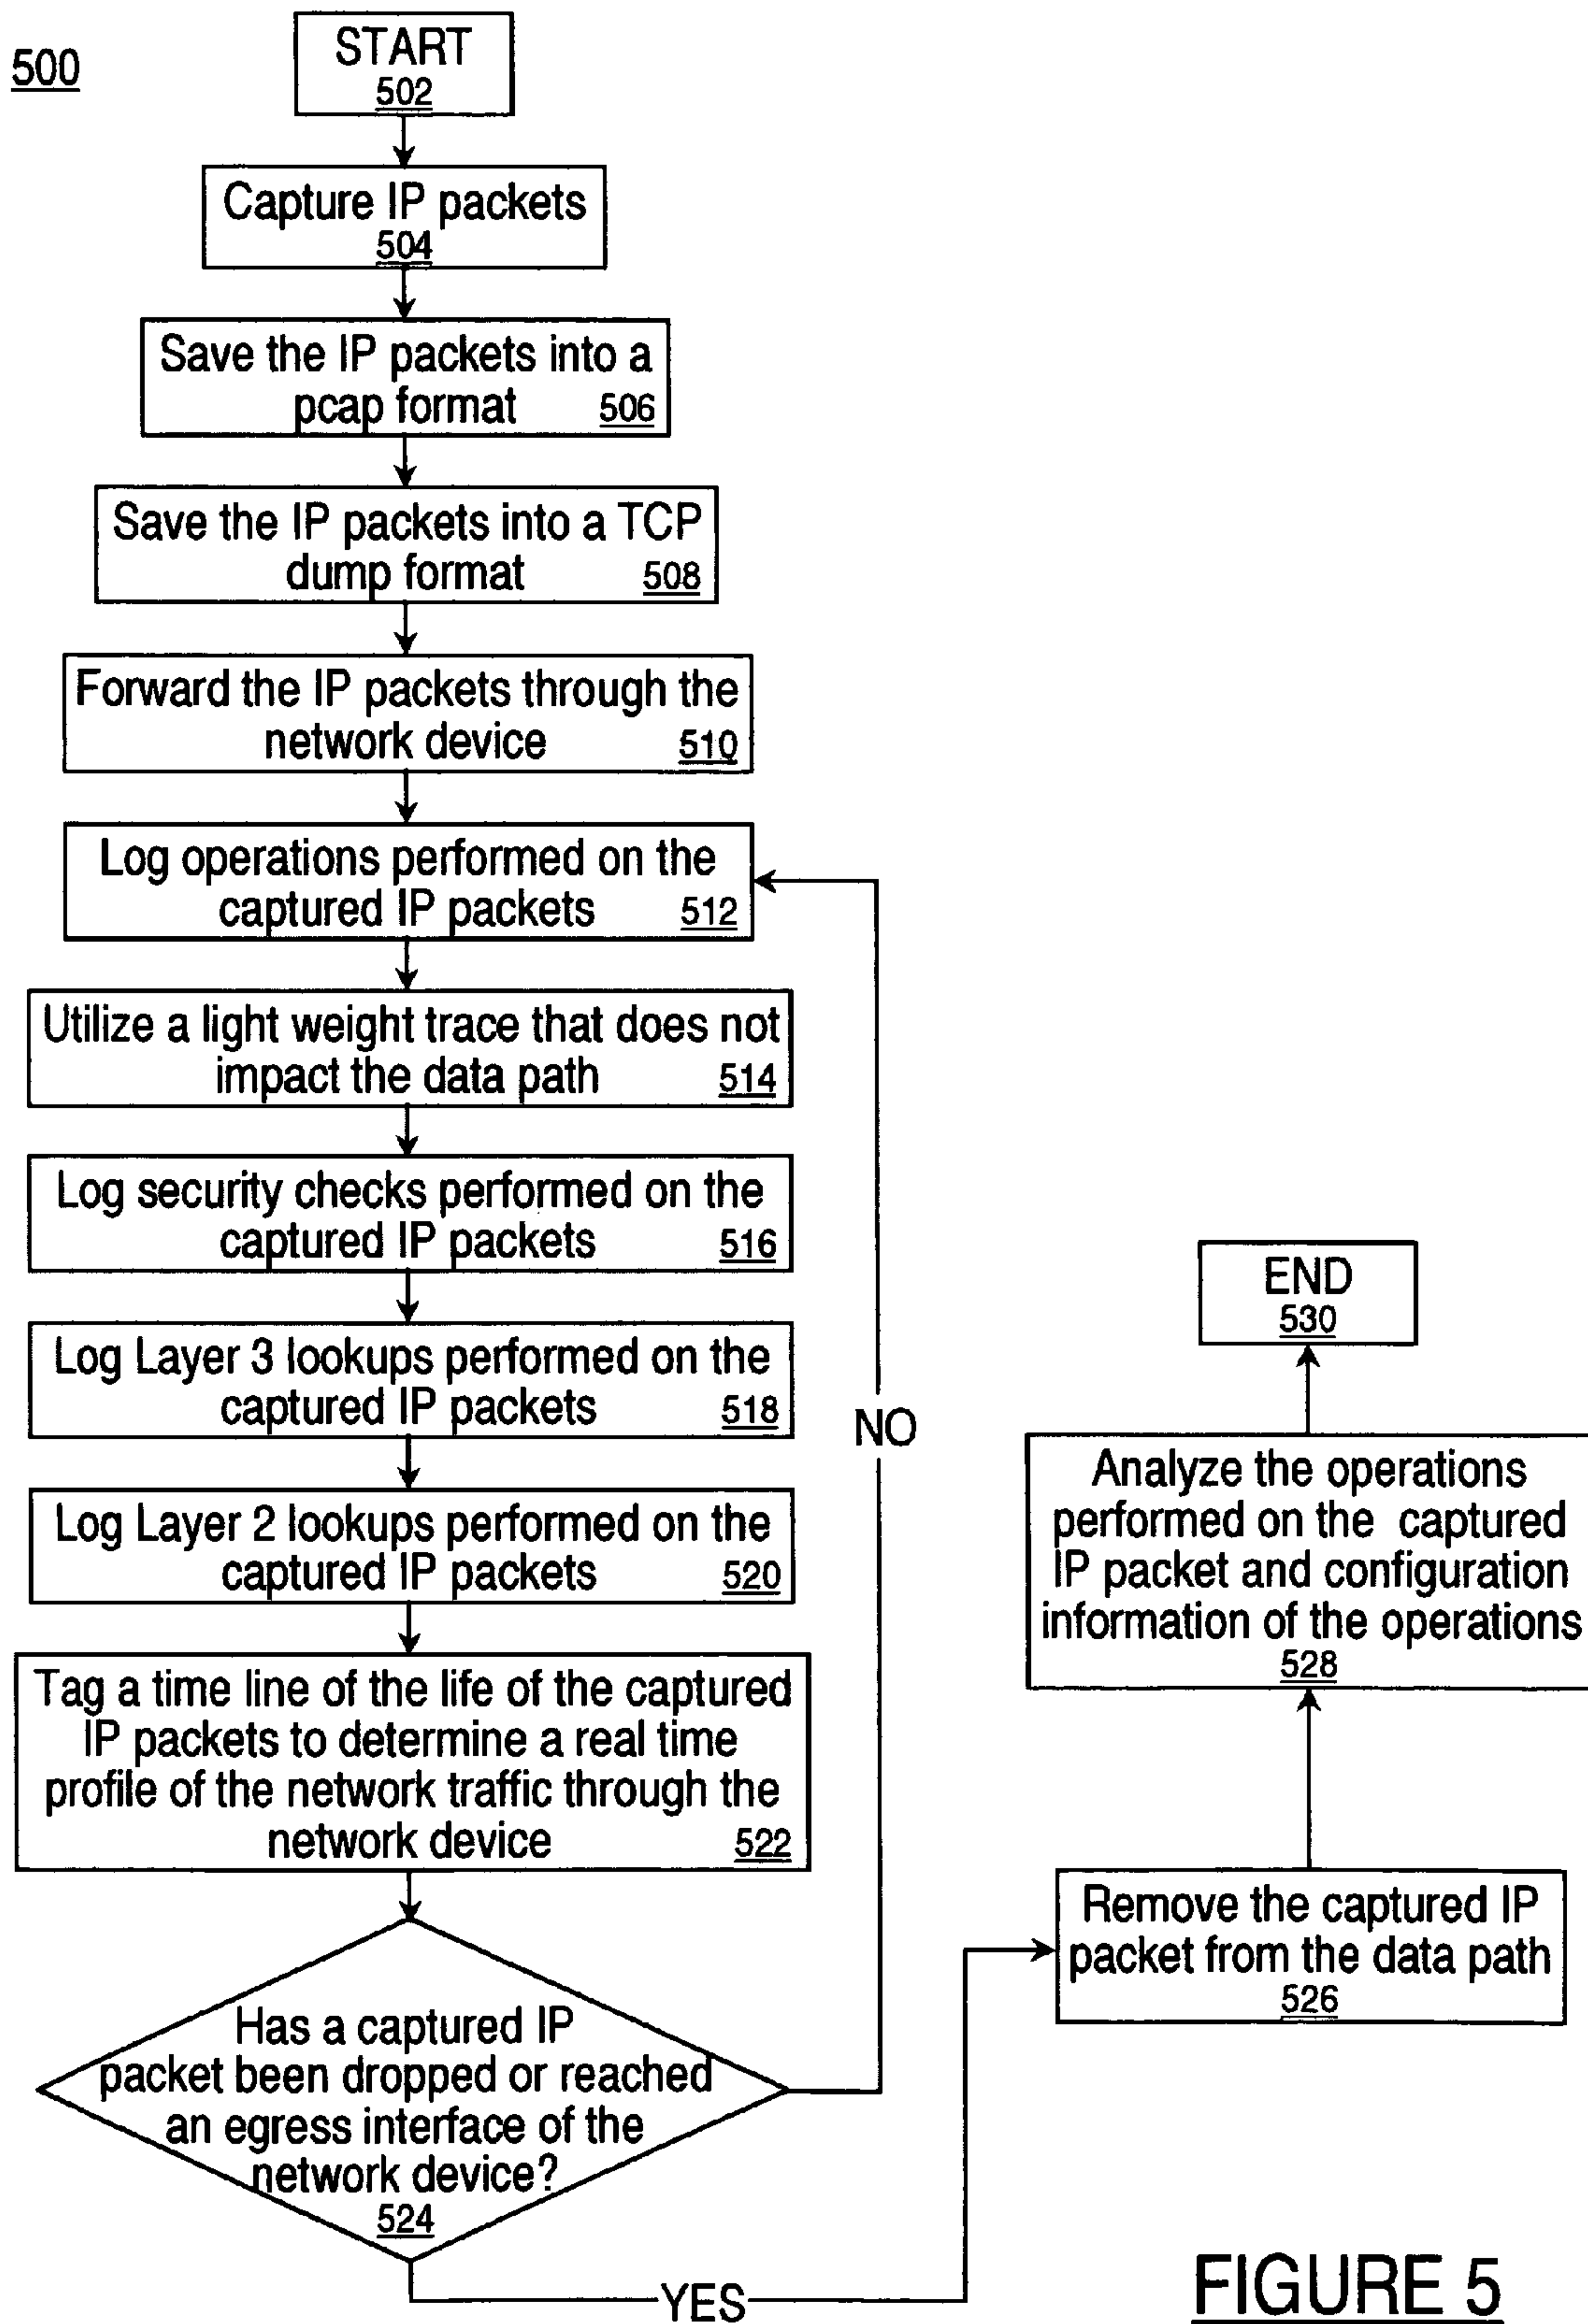 500
START
502
Capture IP packets
504
Save the IP packets into a
pcap format 506
Save the IP packets into a TCP
dump format 508
Forward the IP packets through the
network device 510
Log operations performed on the
captured IP packets 512
Utilize a light weight trace that does not
impact the data path 514
Log security checks performed on the
captured IP packets 516
Log Layer 3 lookups performed on the
captured IP packets 518
Log Layer 2 lookups performed on the
captured IP packets 520
Tag a time line of the life of the captured
IP packets to determine a real time
profile of the network traffic through the
network device 522
Has a captured IP
packet been dropped or reached
an egress interface of the
network device?
524
NO
YES
Remove the captured IP
packet from the data path
526
Analyze the operations
performed on the captured
IP packet and configuration
information of the operations
528
END
530
FIGURE 5